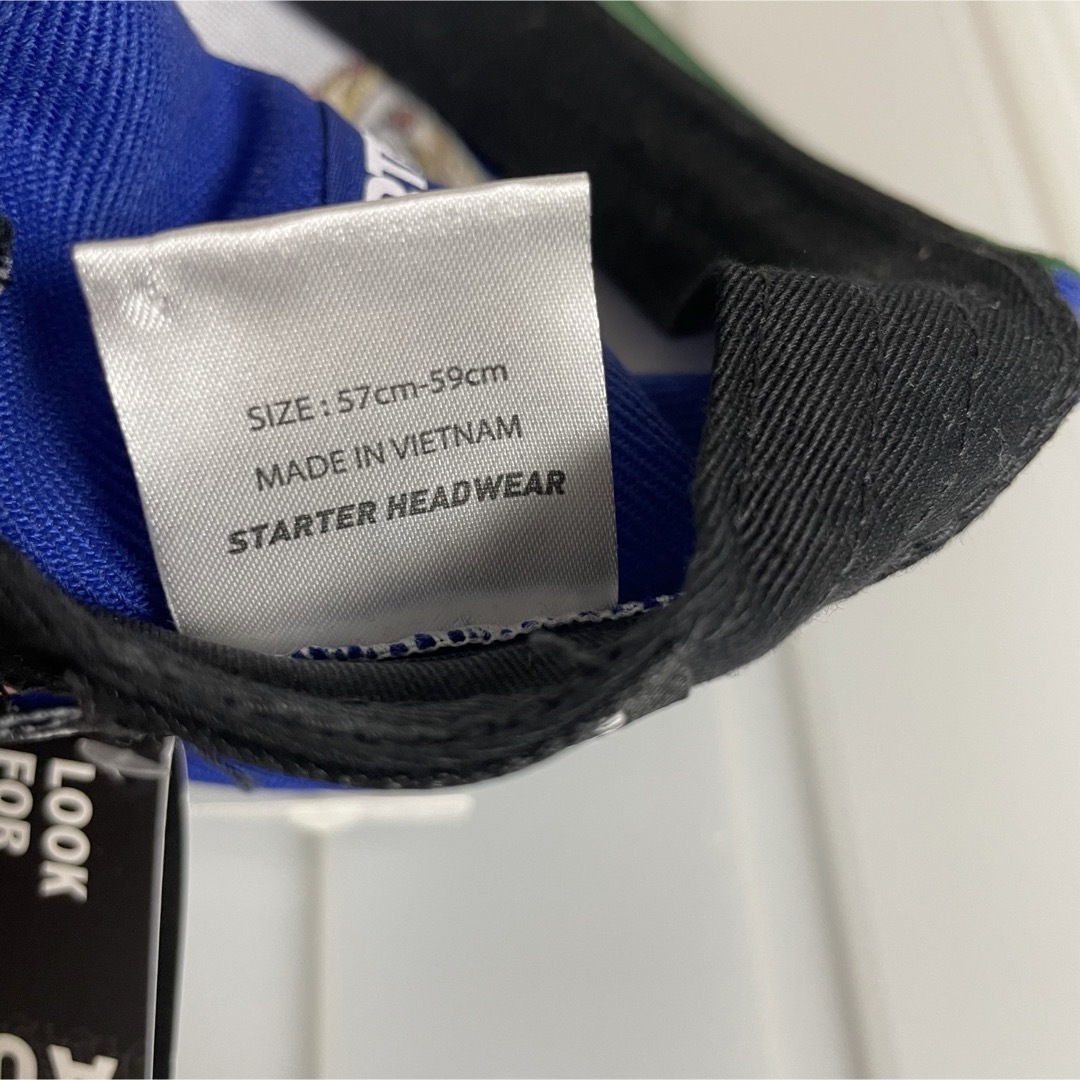 SIZE : 57cm-59cm
MADE IN VIETNAM
STARTER HEADWEAR
LOOK
FOR